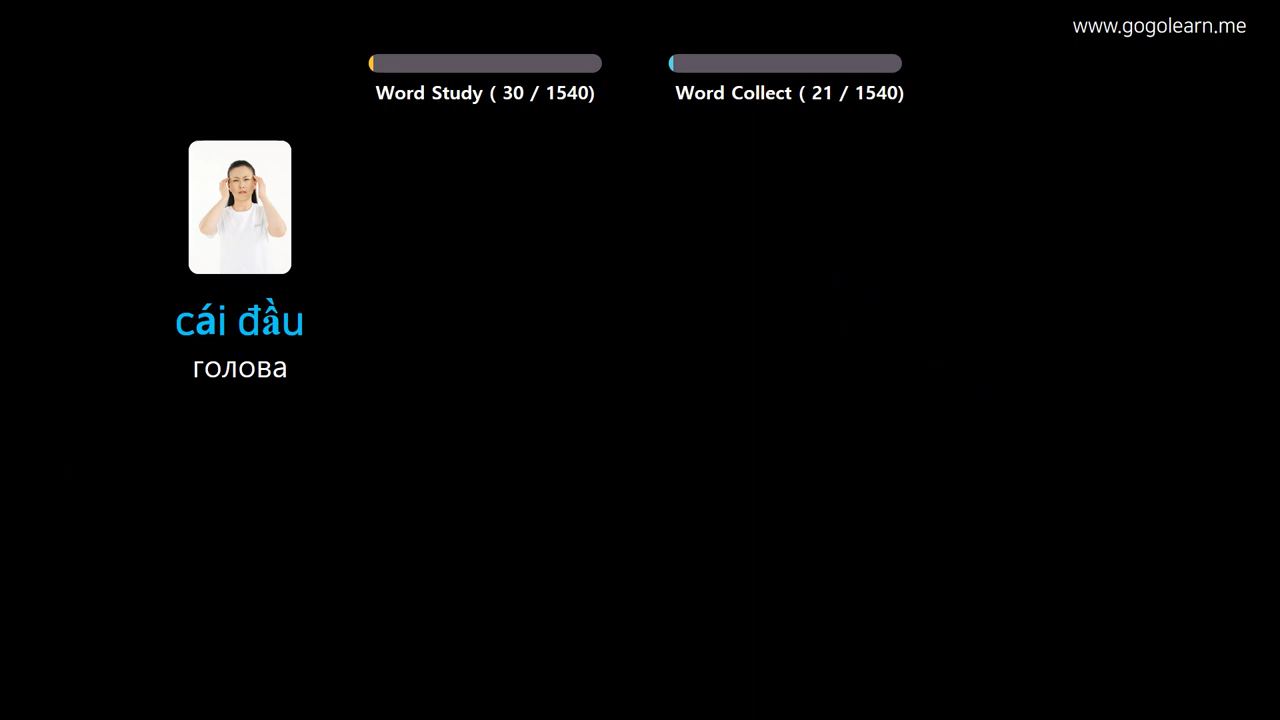 www.gogolearn.me
Word Study ( 30 / 1540)
Word Collect ( 21 / 1540)
cái đầu
голова